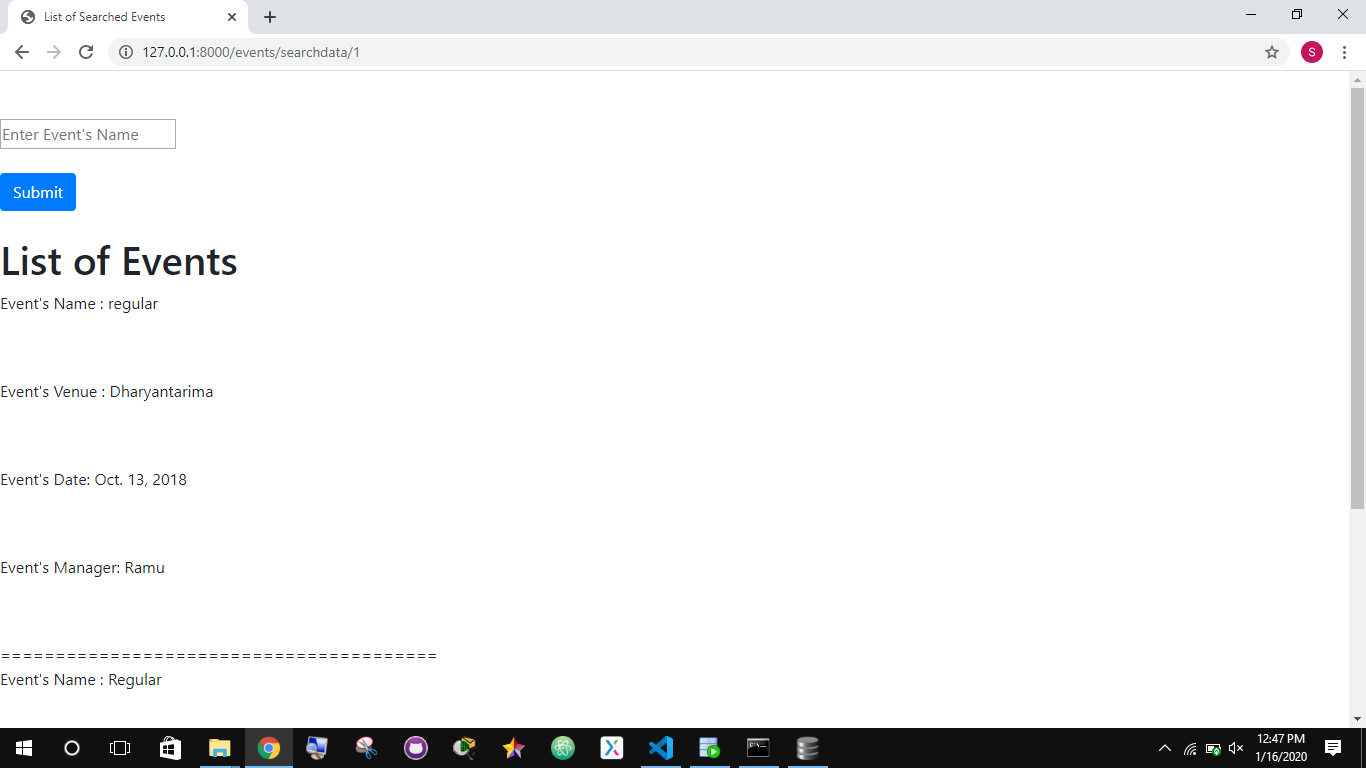 List of Searched Events
127.0.0.1:8000/events/searchdata/1
S
Enter Event's Name
Submit
List of Events
Event's Name : regular
Event's Venue : Dharyantarima
Event's Date: Oct. 13, 2018
Event's Manager: Ramu
========================================
Event's Name : Regular
12:47 PM
1/16/2020